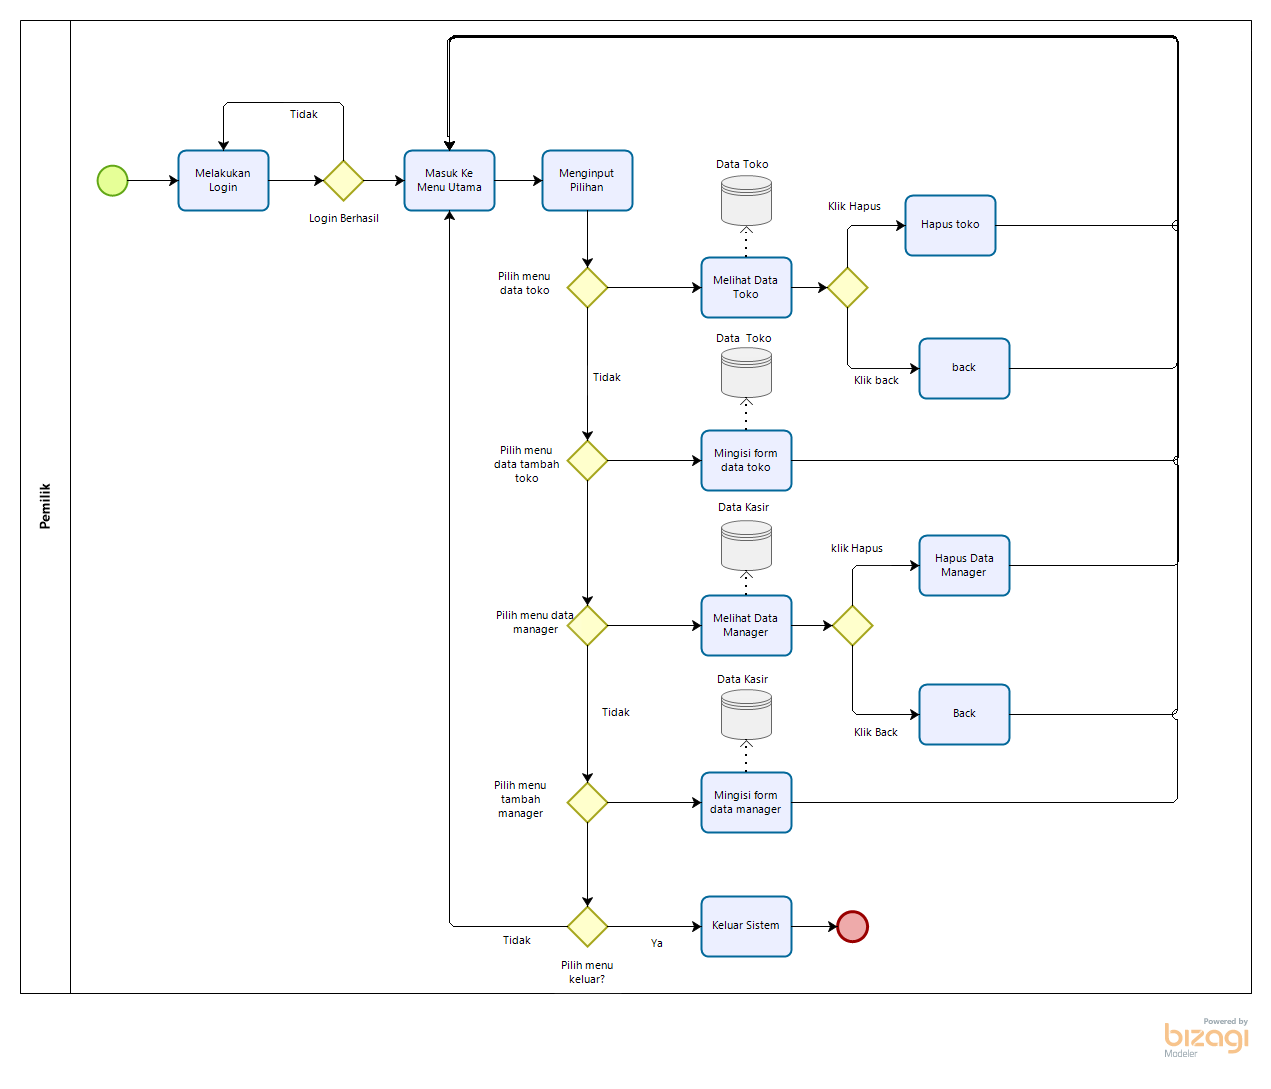 Pemilik
Tidak
Melakukan
Login
Login Berhasil
Masuk Ke
Menu Utama
Menginput
Pilihan
Data Toko
Klik Hapus
Hapus toko
Pilih menu
data toko
Melihat Data
Toko
Klik back
back
Tidak
Data  Toko
Pilih menu
data tambah
toko
Mingisi form
data toko
Data Kasir
klik Hapus
Hapus Data
Manager
Pilih menu data
manager
Melihat Data
Manager
Klik Back
Back
Tidak
Data Kasir
Pilih menu
tambah
manager
Mingisi form
data manager
Tidak
Pilih menu
keluar?
Ya
Keluar Sistem
Powered by
bizagi
Modeler